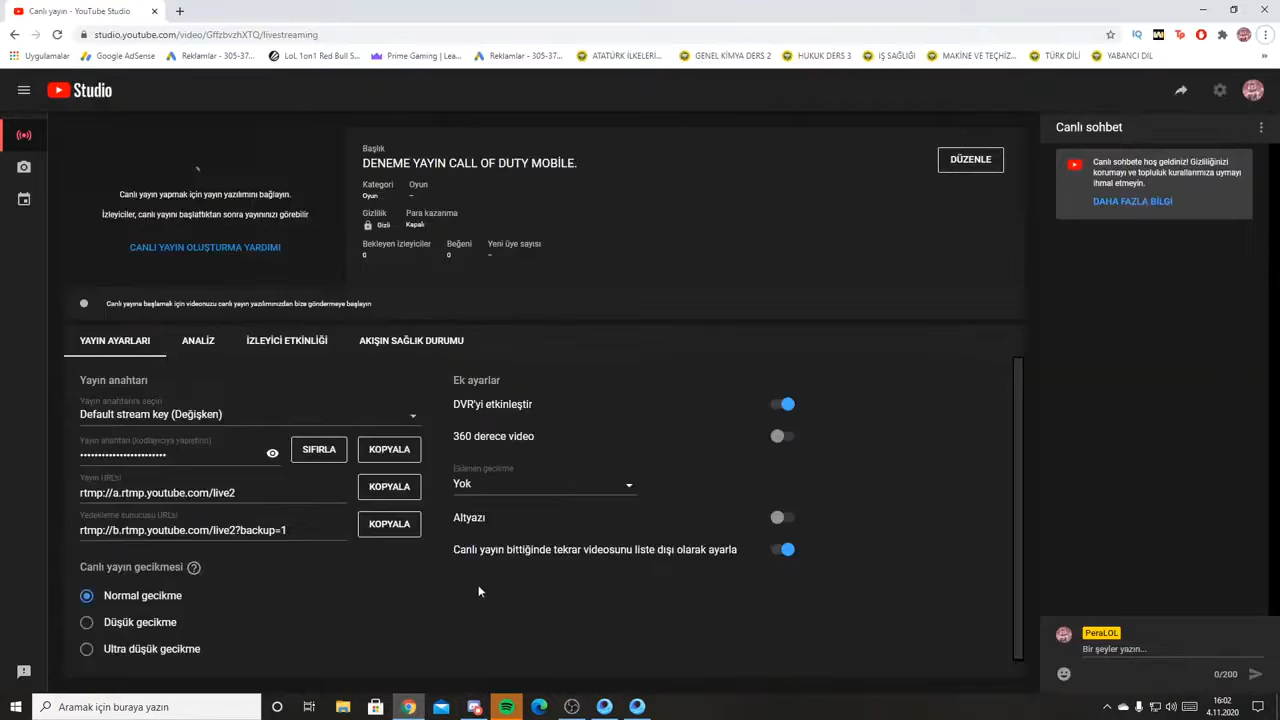 Canlı yayın - YouTube Studio
studio.youtube.com/video/GffzbvzhXTQ/livestreaming
Uygulamalar Google AdSense Reklamlar - 305-37... LoL 1on1 Red Bull S... Prime Gaming | Lea... Reklamlar - 305-37... ATATÜRK İLKELERİ... GENEL KİMYA DERS 2 HUKUK DERS 3 IŞ SAĞLIĞI MAKİNE VE TEÇHİZ... TÜRK DİLİ YABANCI DİL
Studio
Canlı yayın yapmak için yayın yazılımını bağlayın.
İzleyiciler, canlı yayını başlattıktan sonra yayınınızı görebilir
CANLI YAYIN OLUŞTURMA YARDIMI
Başlık
DENEME YAYIN CALL OF DUTY MOBİLE.
DÜZENLE
Kategori Oyun
Oyun –
Gizlilik Para kazanma
Gizli Kapalı
Bekleyen izleyiciler Beğeni Yeni üye sayısı
0 0 –
Canlı yayına başlamak için videonuzu canlı yayın yazılımınızdan bize göndermeye başlayın
YAYIN AYARLARI ANALİZ İZLEYİCİ ETKİNLİĞİ AKIŞIN SAĞLIK DURUMU
Yayın anahtarı
Yayın anahtarını seçin
Default stream key (Değişken)
Yayın anahtarı (kodlayıcıya yapıştırın)
••••••••••••••••••••••••
SIFIRLA KOPYALA
Yayın URL'si
rtmp://a.rtmp.youtube.com/live2
KOPYALA
Yedekleme sunucusu URL'si
rtmp://b.rtmp.youtube.com/live2?backup=1
KOPYALA
Canlı yayın gecikmesi ?
Normal gecikme
Düşük gecikme
Ultra düşük gecikme
Ek ayarlar
DVR'yi etkinleştir
360 derece video
Eklenen gecikme
Yok
Altyazı
Canlı yayın bittiğinde tekrar videosunu liste dışı olarak ayarla
Canlı sohbet
Canlı sohbete hoş geldiniz! Gizliliğinizi
korumayı ve topluluk kurallarımıza uymayı
ihmal etmeyin.
DAHA FAZLA BİLGİ
PeraLOL
Bir şeyler yazın...
0/200
Aramak için buraya yazın
16:02
4.11.2020